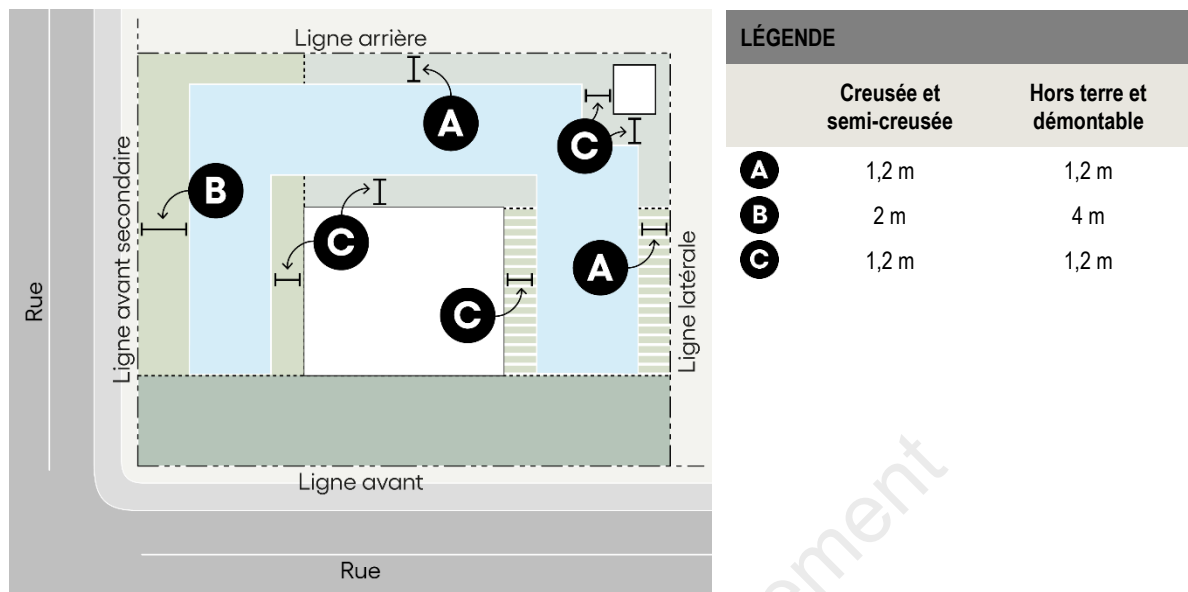 Ligne arrière
A
C
B
C
A
C
Ligne avant secondaire
Ligne latérale
Rue
Ligne avant
Rue
LÉGENDE
Creusée et
semi-creusée
Hors terre et
démontable
A 1,2 m 1,2 m
B 2 m 4 m
C 1,2 m 1,2 m